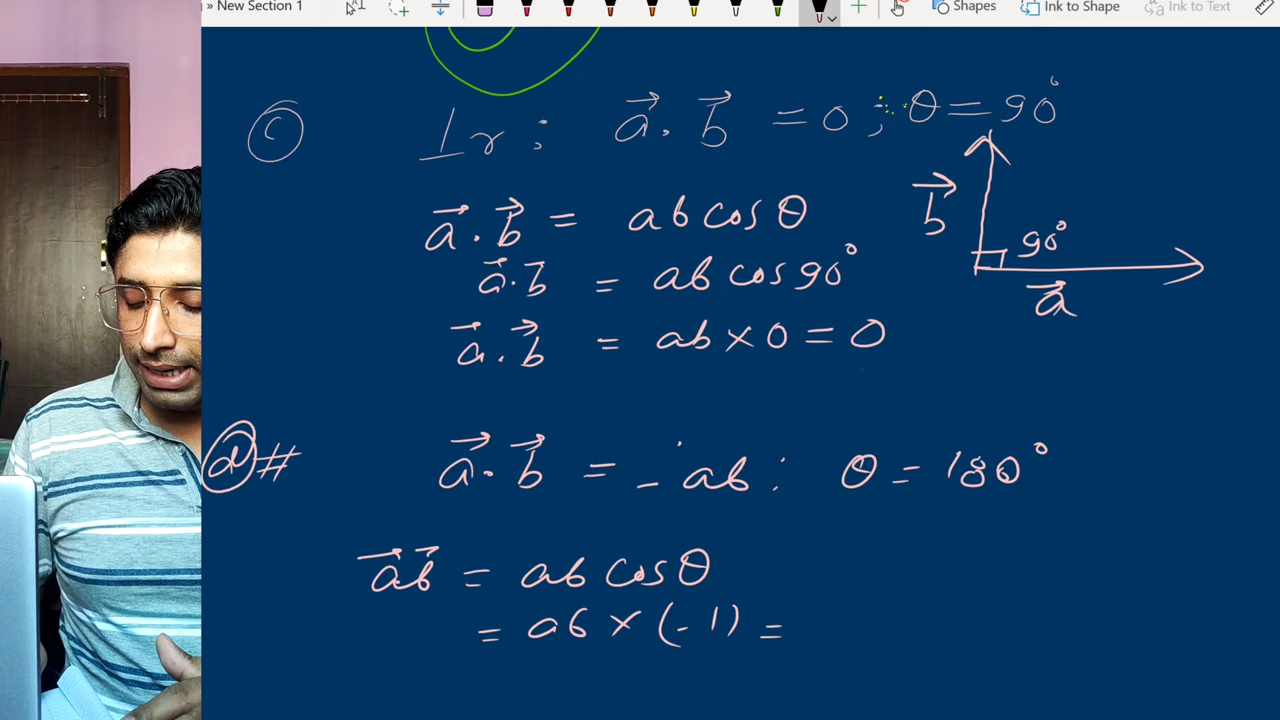 » New Section 1 Shapes Ink to Shape Ink to Text
Ⓒ ⊥r : a⃗ . b⃗ = 0 ; θ = 90°
a⃗ . b⃗ = ab cos θ
a⃗ . b⃗ = ab cos 90°
a⃗ . b⃗ = ab × 0 = 0
b⃗ 90°
a⃗
ⓓ # a⃗ . b⃗ = - ab : θ = 180°
a⃗ b⃗ = ab cos θ
= ab × (-1) =